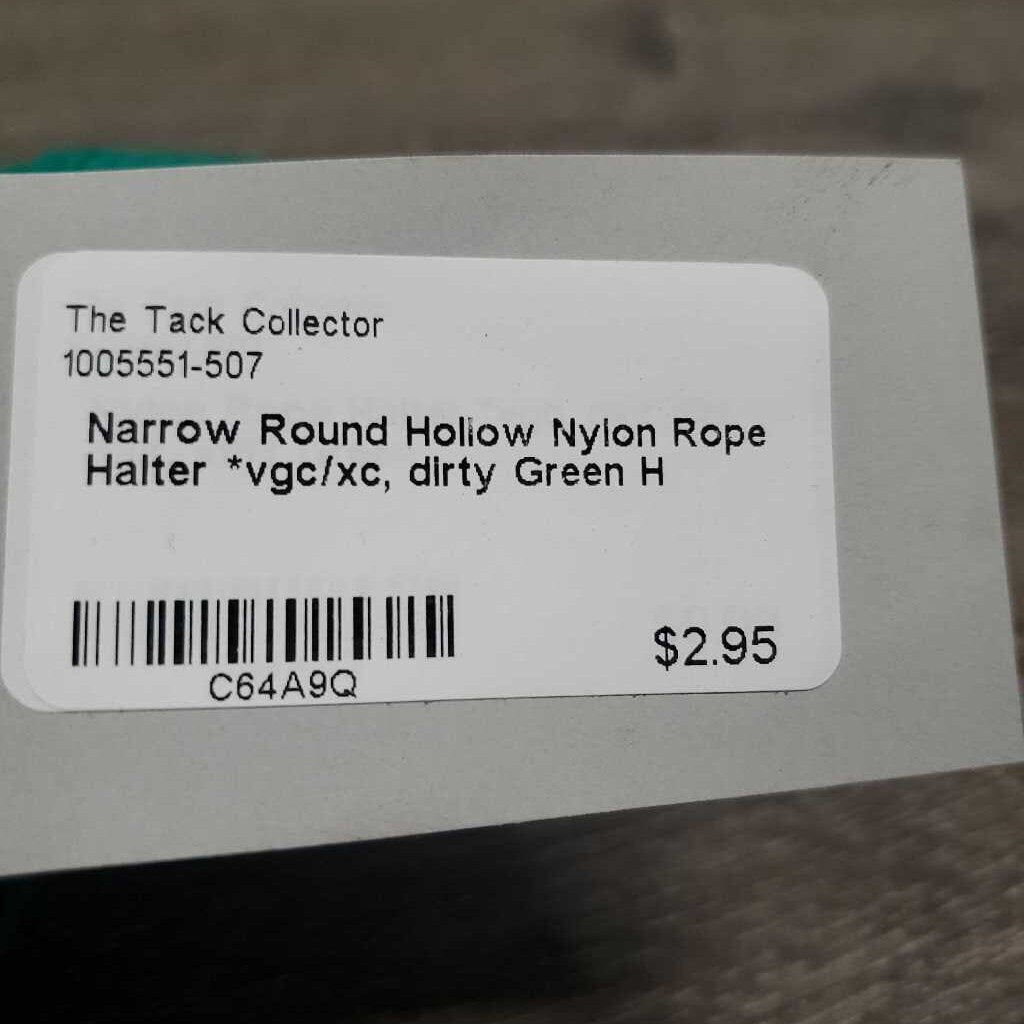 The Tack Collector
1005551-507
Narrow Round Hollow Nylon Rope
Halter *vgc/xc, dirty Green H
C64A9Q
$2.95